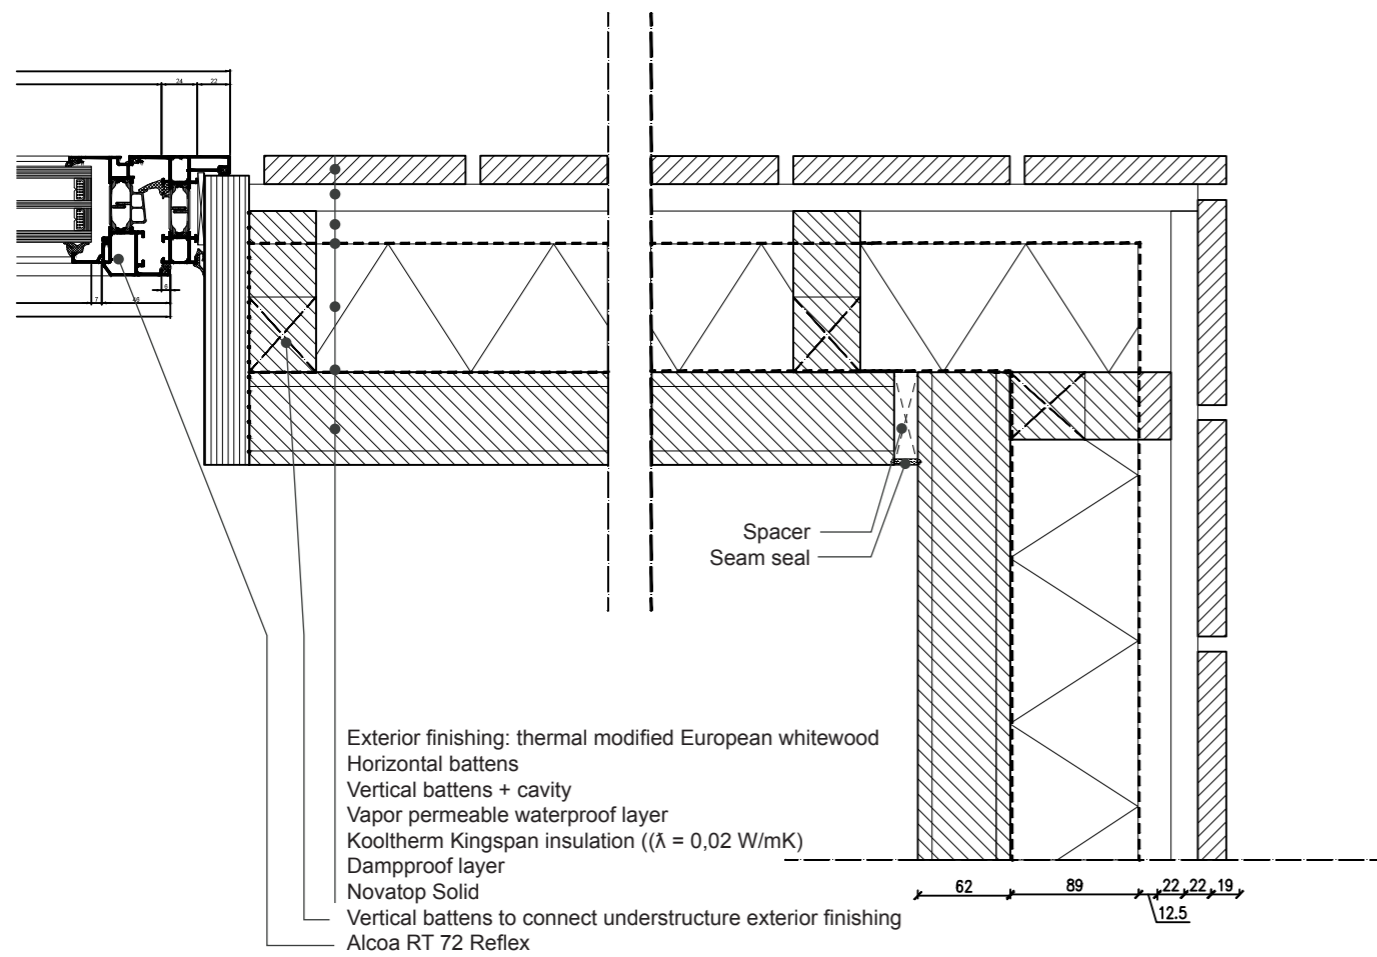 24 22
7 46 6
Spacer
Seam seal
Exterior finishing: thermal modified European whitewood
Horizontal battens
Vertical battens + cavity
Vapor permeable waterproof layer
Kooltherm Kingspan insulation ((ƛ = 0,02 W/mK)
Dampproof layer
Novatop Solid
Vertical battens to connect understructure exterior finishing
Alcoa RT 72 Reflex
62 89 22 22 19
12.5